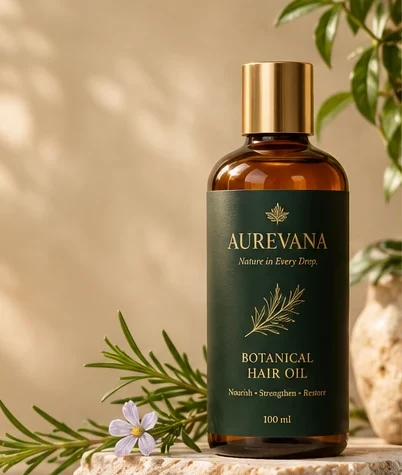 AUREVANA
Nature in Every Drop.
BOTANICAL
HAIR OIL
Nourish • Strengthen • Restore
100 ml